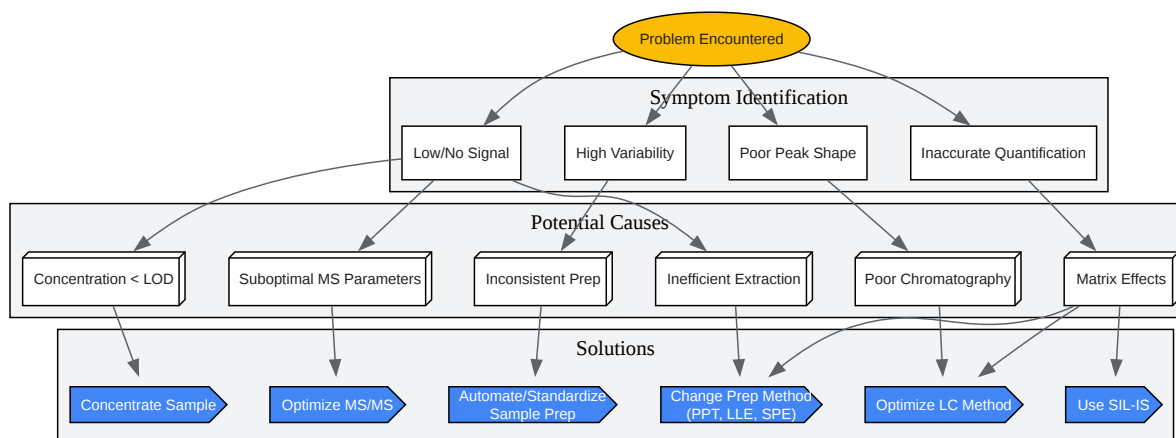 Problem Encountered
Symptom Identification
Low/No Signal
High Variability
Poor Peak Shape
Inaccurate Quantification
Potential Causes
Concentration < LOD
Suboptimal MS Parameters
Inconsistent Prep
Inefficient Extraction
Poor Chromatography
Matrix Effects
Solutions
Concentrate Sample
Optimize MS/MS
Automate/Standardize
Sample Prep
Change Prep Method
(PPT, LLE, SPE)
Optimize LC Method
Use SIL-IS